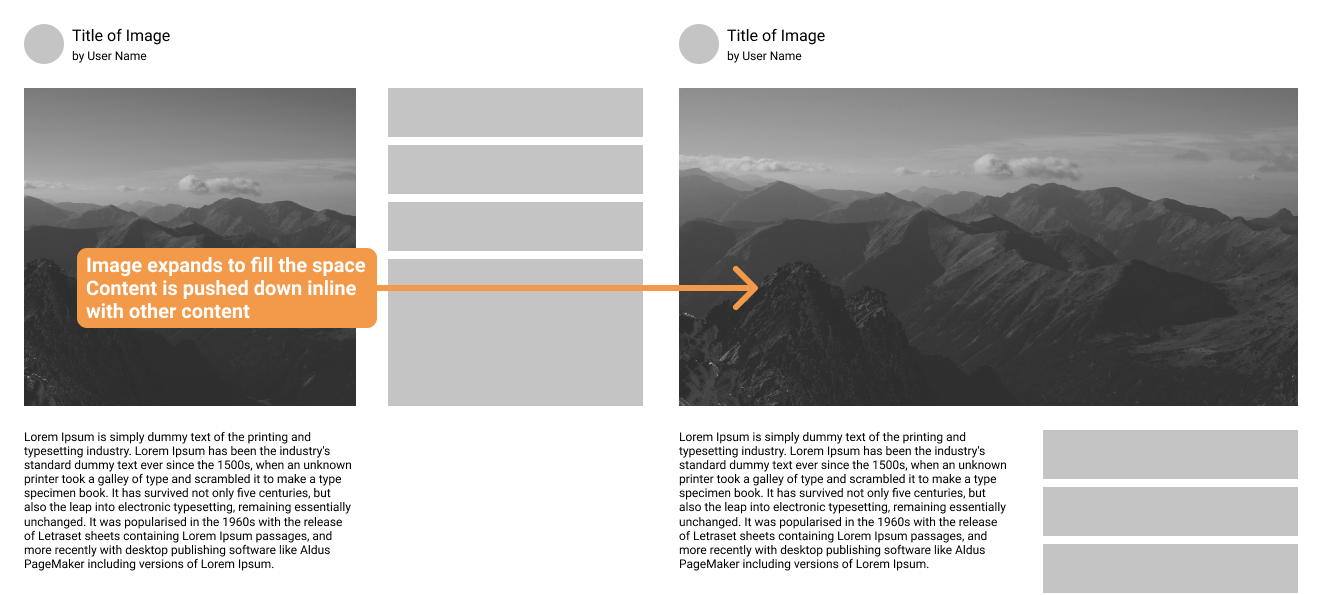 Title of Image
by User Name
Image expands to fill the space
Content is pushed down inline
with other content
Lorem Ipsum is simply dummy text of the printing and
typesetting industry. Lorem Ipsum has been the industry's
standard dummy text ever since the 1500s, when an unknown
printer took a galley of type and scrambled it to make a type
specimen book. It has survived not only five centuries, but
also the leap into electronic typesetting, remaining essentially
unchanged. It was popularised in the 1960s with the release
of Letraset sheets containing Lorem Ipsum passages, and
more recently with desktop publishing software like Aldus
PageMaker including versions of Lorem Ipsum.
Title of Image
by User Name
Lorem Ipsum is simply dummy text of the printing and
typesetting industry. Lorem Ipsum has been the industry's
standard dummy text ever since the 1500s, when an unknown
printer took a galley of type and scrambled it to make a type
specimen book. It has survived not only five centuries, but
also the leap into electronic typesetting, remaining essentially
unchanged. It was popularised in the 1960s with the release
of Letraset sheets containing Lorem Ipsum passages, and
more recently with desktop publishing software like Aldus
PageMaker including versions of Lorem Ipsum.